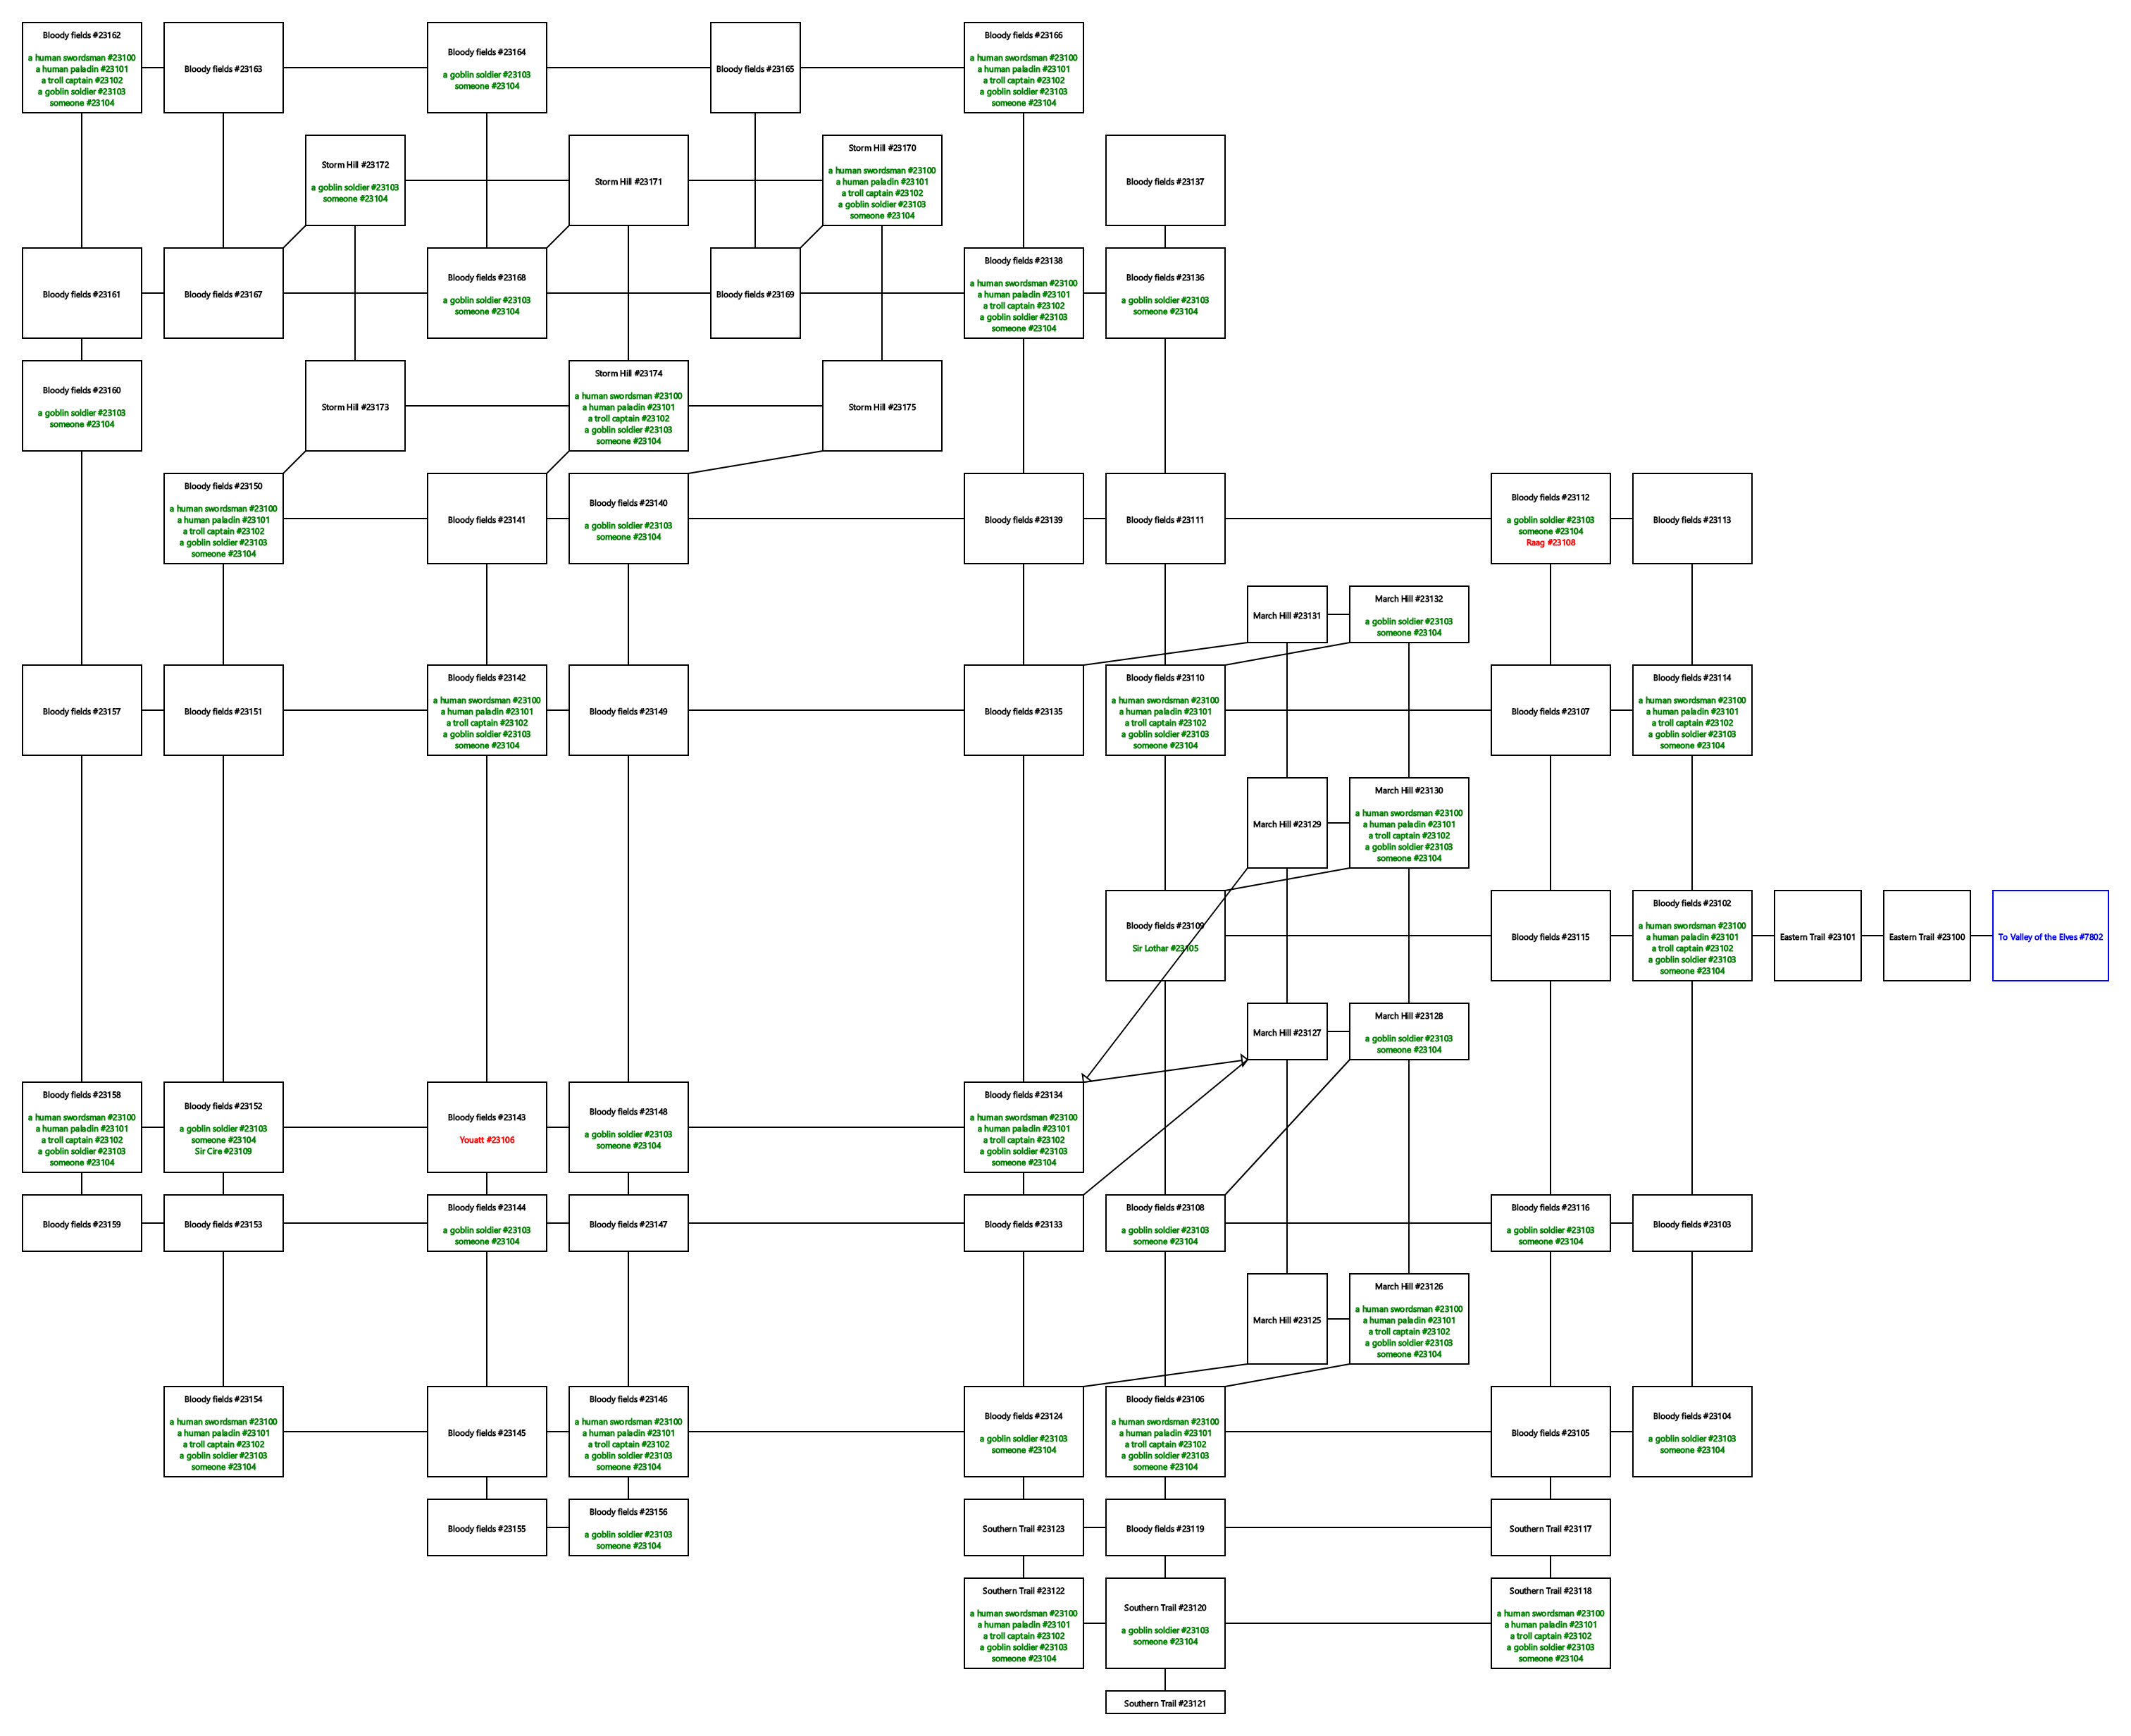 Bloody fields #23162
a human swordsman #23100
a human paladin #23101
a troll captain #23102
a goblin soldier #23103
someone #23104
Bloody fields #23163
Bloody fields #23164
a goblin soldier #23103
someone #23104
Bloody fields #23165
Bloody fields #23166
a human swordsman #23100
a human paladin #23101
a troll captain #23102
a goblin soldier #23103
someone #23104
Storm Hill #23172
a goblin soldier #23103
someone #23104
Storm Hill #23171
Storm Hill #23170
a human swordsman #23100
a human paladin #23101
a troll captain #23102
a goblin soldier #23103
someone #23104
Bloody fields #23137
Bloody fields #23161
Bloody fields #23167
Bloody fields #23168
a goblin soldier #23103
someone #23104
Bloody fields #23169
Bloody fields #23138
a human swordsman #23100
a human paladin #23101
a troll captain #23102
a goblin soldier #23103
someone #23104
Bloody fields #23136
a goblin soldier #23103
someone #23104
Bloody fields #23160
a goblin soldier #23103
someone #23104
Storm Hill #23173
Storm Hill #23174
a human swordsman #23100
a human paladin #23101
a troll captain #23102
a goblin soldier #23103
someone #23104
Storm Hill #23175
Bloody fields #23150
a human swordsman #23100
a human paladin #23101
a troll captain #23102
a goblin soldier #23103
someone #23104
Bloody fields #23141
Bloody fields #23140
a goblin soldier #23103
someone #23104
Bloody fields #23139
Bloody fields #23111
Bloody fields #23112
a goblin soldier #23103
someone #23104
Raag #23108
Bloody fields #23113
March Hill #23131
March Hill #23132
a goblin soldier #23103
someone #23104
Bloody fields #23157
Bloody fields #23151
Bloody fields #23142
a human swordsman #23100
a human paladin #23101
a troll captain #23102
a goblin soldier #23103
someone #23104
Bloody fields #23149
Bloody fields #23135
Bloody fields #23110
a human swordsman #23100
a human paladin #23101
a troll captain #23102
a goblin soldier #23103
someone #23104
Bloody fields #23107
Bloody fields #23114
a human swordsman #23100
a human paladin #23101
a troll captain #23102
a goblin soldier #23103
someone #23104
March Hill #23129
March Hill #23130
a human swordsman #23100
a human paladin #23101
a troll captain #23102
a goblin soldier #23103
someone #23104
Bloody fields #23109
Sir Lothar #23105
Bloody fields #23115
Bloody fields #23102
a human swordsman #23100
a human paladin #23101
a troll captain #23102
a goblin soldier #23103
someone #23104
Eastern Trail #23101
Eastern Trail #23100
To Valley of the Elves #7802
March Hill #23127
March Hill #23128
a goblin soldier #23103
someone #23104
Bloody fields #23158
a human swordsman #23100
a human paladin #23101
a troll captain #23102
a goblin soldier #23103
someone #23104
Bloody fields #23152
a goblin soldier #23103
someone #23104
Sir Cire #23109
Bloody fields #23143
Youatt #23106
Bloody fields #23148
a goblin soldier #23103
someone #23104
Bloody fields #23134
a human swordsman #23100
a human paladin #23101
a troll captain #23102
a goblin soldier #23103
someone #23104
Bloody fields #23159
Bloody fields #23153
Bloody fields #23144
a goblin soldier #23103
someone #23104
Bloody fields #23147
Bloody fields #23133
Bloody fields #23108
a goblin soldier #23103
someone #23104
Bloody fields #23116
a goblin soldier #23103
someone #23104
Bloody fields #23103
March Hill #23125
March Hill #23126
a human swordsman #23100
a human paladin #23101
a troll captain #23102
a goblin soldier #23103
someone #23104
Bloody fields #23154
a human swordsman #23100
a human paladin #23101
a troll captain #23102
a goblin soldier #23103
someone #23104
Bloody fields #23145
Bloody fields #23146
a human swordsman #23100
a human paladin #23101
a troll captain #23102
a goblin soldier #23103
someone #23104
Bloody fields #23124
a goblin soldier #23103
someone #23104
Bloody fields #23106
a human swordsman #23100
a human paladin #23101
a troll captain #23102
a goblin soldier #23103
someone #23104
Bloody fields #23105
Bloody fields #23104
a goblin soldier #23103
someone #23104
Bloody fields #23155
Bloody fields #23156
a goblin soldier #23103
someone #23104
Southern Trail #23123
Bloody fields #23119
Southern Trail #23117
Southern Trail #23122
a human swordsman #23100
a human paladin #23101
a troll captain #23102
a goblin soldier #23103
someone #23104
Southern Trail #23120
a goblin soldier #23103
someone #23104
Southern Trail #23118
a human swordsman #23100
a human paladin #23101
a troll captain #23102
a goblin soldier #23103
someone #23104
Southern Trail #23121